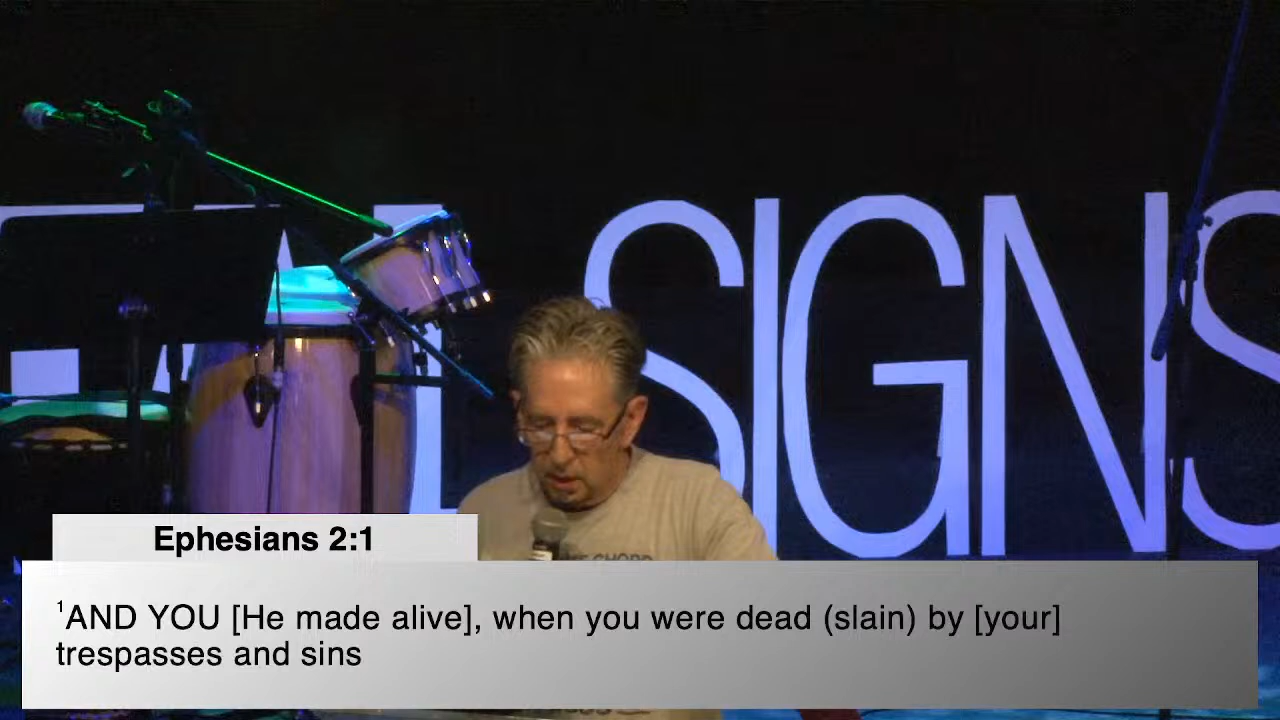 SIGNS
Ephesians 2:1
¹AND YOU [He made alive], when you were dead (slain) by [your]
trespasses and sins